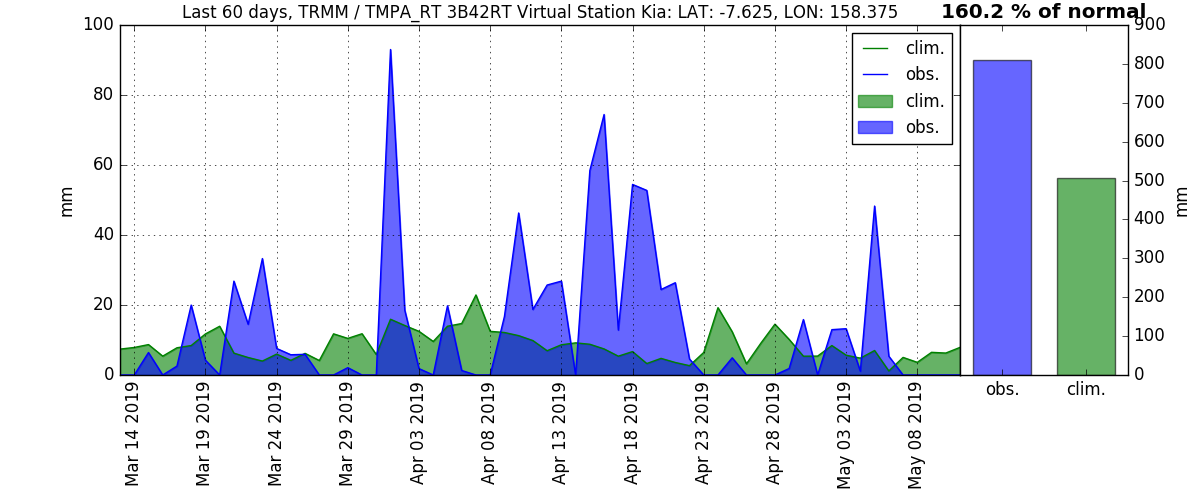 Last 60 days, TRMM / TMPA_RT 3B42RT Virtual Station Kia: LAT: -7.625, LON: 158.375
160.2 % of normal
100
80
60
40
20
0
mm
clim.
obs.
clim.
obs.
Mar 14 2019
Mar 19 2019
Mar 24 2019
Mar 29 2019
Apr 03 2019
Apr 08 2019
Apr 13 2019
Apr 18 2019
Apr 23 2019
Apr 28 2019
May 03 2019
May 08 2019
900
800
700
600
500
400
300
200
100
0
mm
obs.
clim.